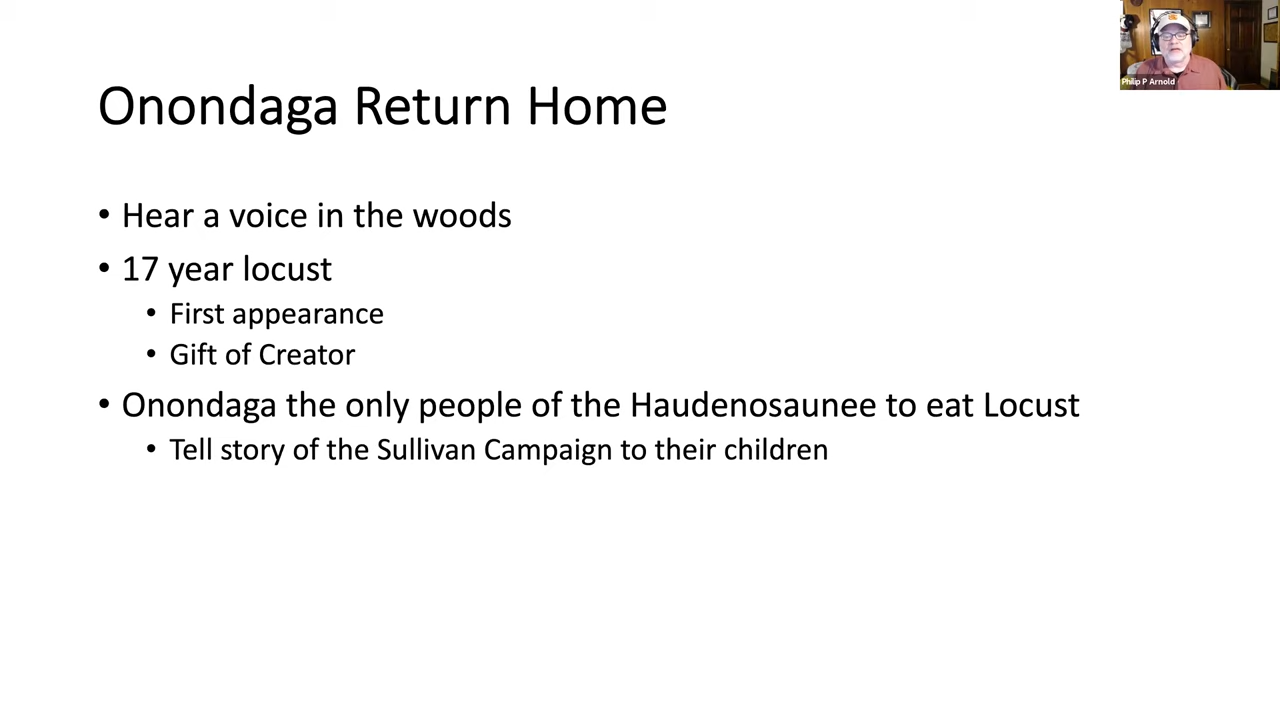 Philip P Arnold
Onondaga Return Home
• Hear a voice in the woods
• 17 year locust
• First appearance
• Gift of Creator
• Onondaga the only people of the Haudenosaunee to eat Locust
• Tell story of the Sullivan Campaign to their children